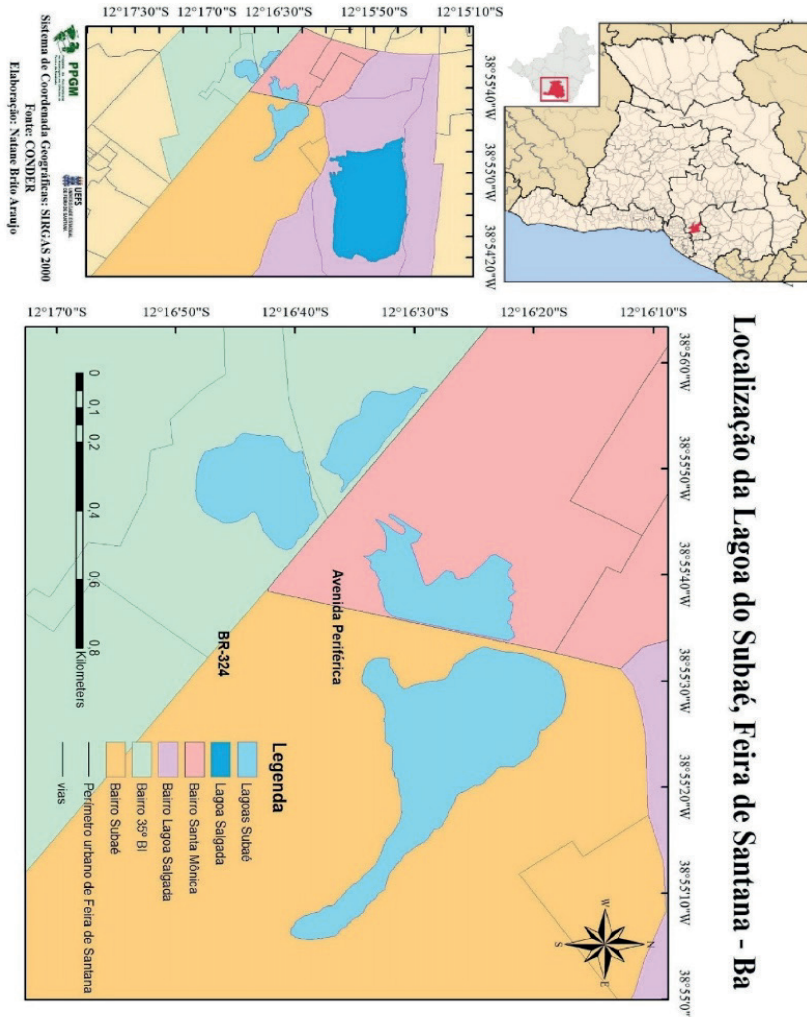 Localização da Lagoa do Subaé, Feira de Santana - Ba
38°56'0"W 38°55'50"W 38°55'40"W 38°55'30"W 38°55'20"W 38°55'10"W 38°55'0"
12°16'10"S
12°16'20"S
12°16'30"S
12°16'40"S
12°16'50"S
12°17'0"S
Avenida Periférica
BR-324
N
W
E
S
Legenda
Lagoas Subaé
Lagoa Salgada
Bairro Santa Mônica
Bairro Lagoa Salgada
Bairo 35º BI
Bairro Subaé
Perímetro urbano de Feira de Santana
vias
0 0,1 0,2 0,4 0,6 0,8
Kilometers
38°55'40"W 38°55'0"W 38°54'20"W
12°15'10"S
12°15'50"S
12°16'30"S
12°17'0"S
12°17'30"S
PPGM
UEFS
Sistema de Coordenada Geográficas: SIRGAS 2000
Fonte: CONDER
Elaboração: Natane Brito Araujo